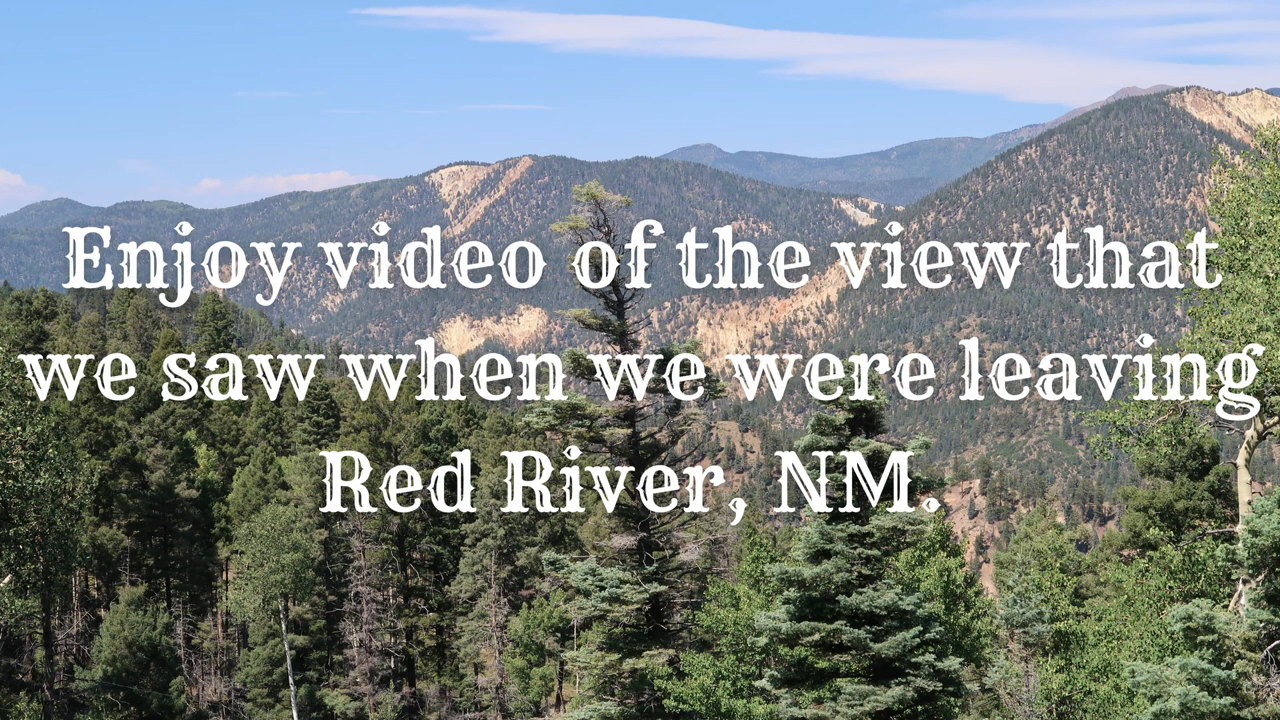 Enjoy video of the view that
we saw when we were leaving
Red River, NM.